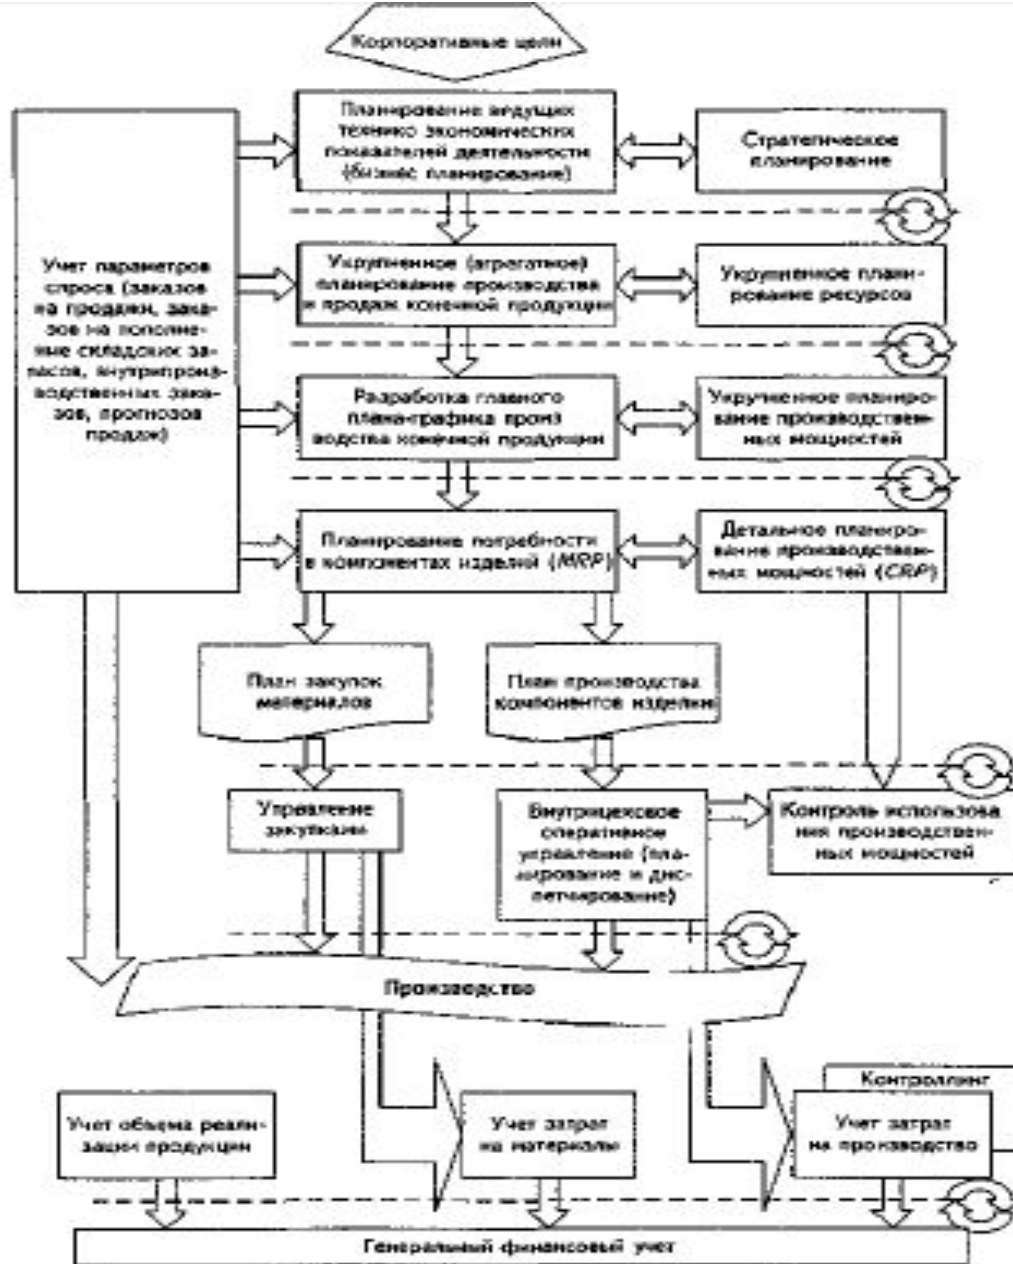 Корпоративные цели
Планирование ведущих
технико экономических
показателей деятельности
(бизнес планирование)
Стратегическое
планирование
Учет параметров
спроса (заказов
на продажи, зака-
зов на пополне-
ные складских за-
пасов, внутрипроиз-
водственных зака-
зов, прогнозов
продаж)
Укрупненное (агрегатное)
планирование производства
и продаж конечной продукции
Укрупненное плани-
рование ресурсов
Разработка главного
плана-графика произ
водства конечной продукции
Укрупненное планиро-
вание производствен-
ных мощностей
Планирование потребности
в компонентах изделий (MRP)
Детальное планиро-
вание производствен-
ных мощностей (CRP)
План закупок
материалов
План производства
компонентов изделий
Управление
закупками
Внутрицеховое
оперативное
управление (пла-
нирование и дис-
петчирование)
Контроль использова
ния производствен-
ных мощностей
Производство
Контроллинг
Учет объема реали-
зации продукции
Учет затрат
на материалы
Учет затрат
на производство
Генеральный финансовый учет